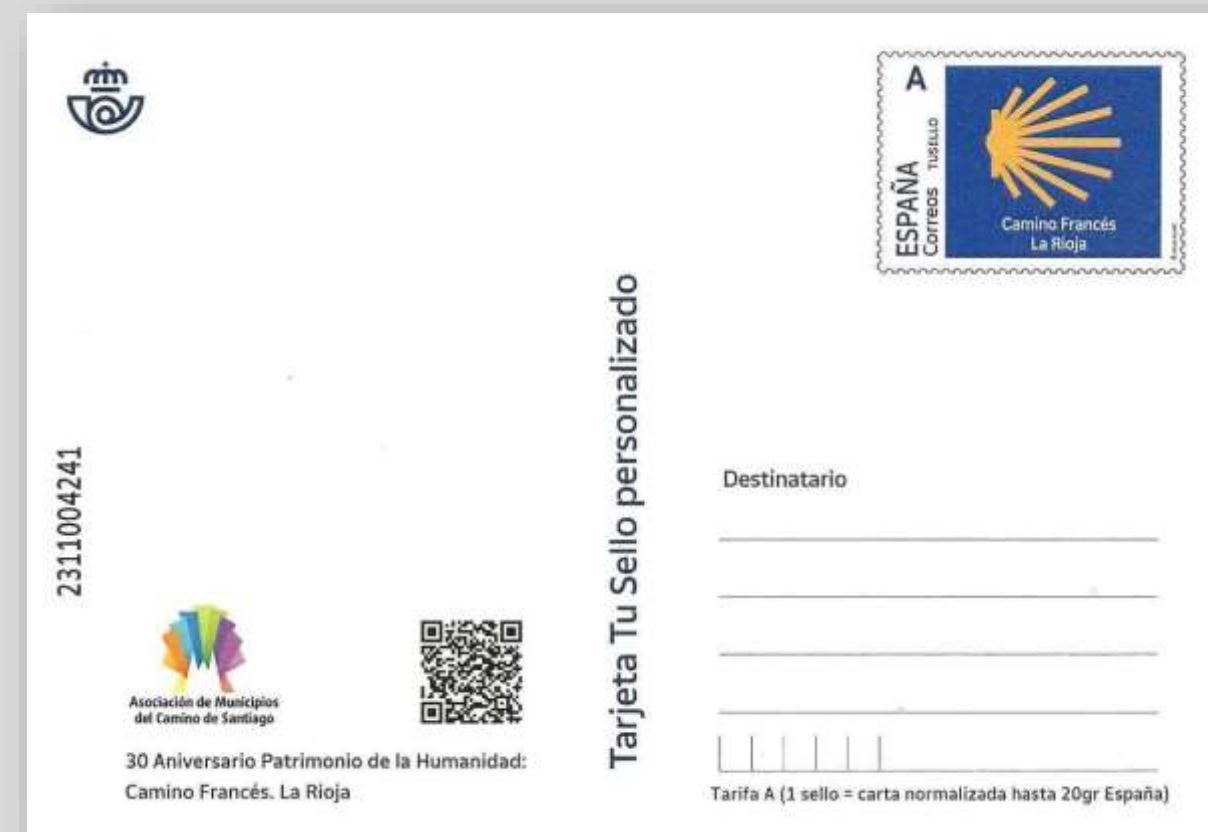 A
ESPAÑA
Correos TUSELLO
Camino Francés
La Rioja
Tarjeta Tu Sello personalizado
2311004241
Destinatario
Asociación de Municipios
del Camino de Santiago
30 Aniversario Patrimonio de la Humanidad:
Camino Francés. La Rioja
Tarifa A (1 sello = carta normalizada hasta 20gr España)